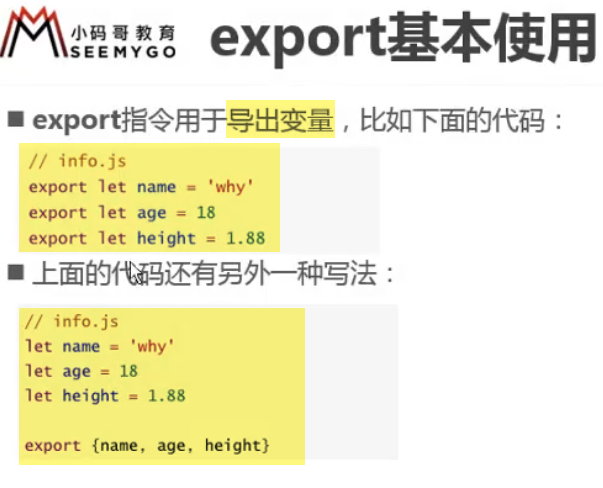 小码哥教育
SEEMYGO
export基本使用
■ export指令用于导出变量，比如下面的代码：
// info.js
export let name = 'why'
export let age = 18
export let height = 1.88
■ 上面的代码还有另外一种写法：
// info.js
let name = 'why'
let age = 18
let height = 1.88
export {name, age, height}